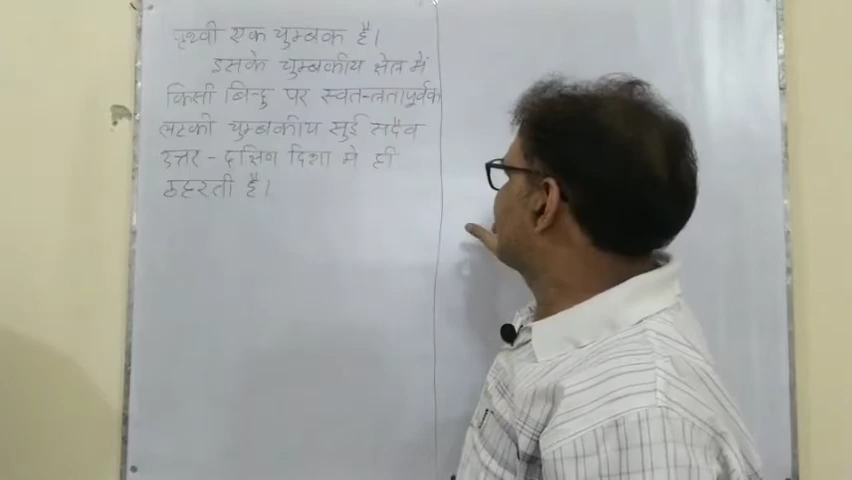 पृथ्वी एक चुम्बक है।
इसके चुम्बकीय क्षेत्र में
किसी बिन्दु पर स्वतन्त्रतापूर्वक
लटकी चुम्बकीय सुई सदैव
उत्तर - दक्षिण दिशा मे ही
ठहरती है।